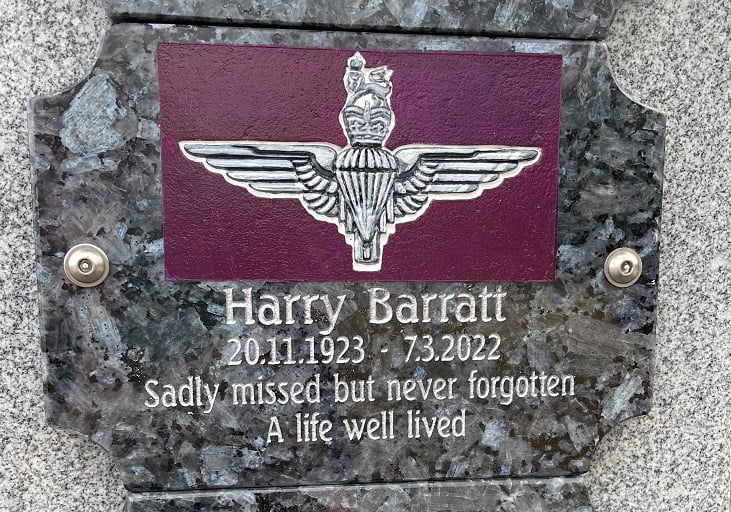 Harry Barratt
20.11.1923 - 7.3.2022
Sadly missed but never forgotten
A life well lived